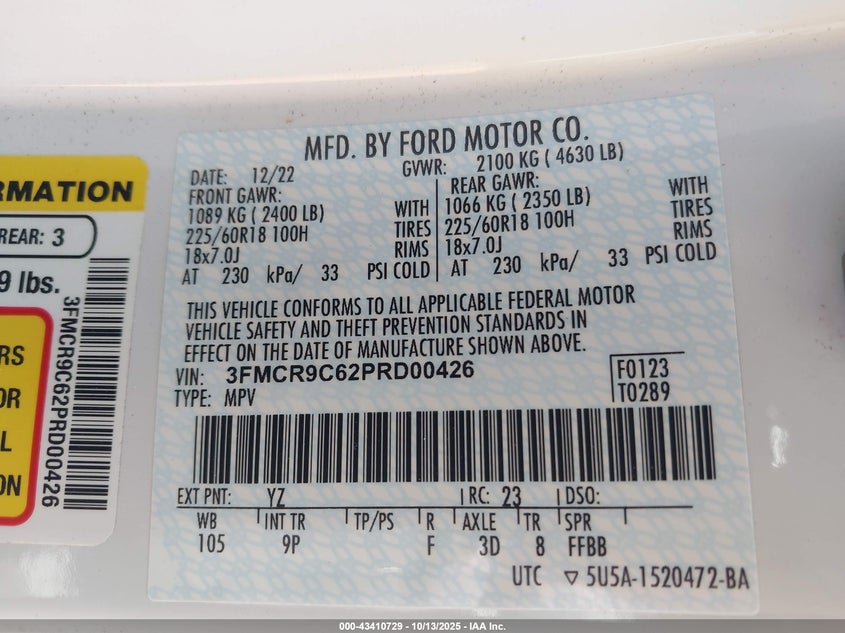 RMATION
REAR: 3
9 lbs.
3FMCR9C62PRD00426
RS
OR
L
ON
MFD. BY FORD MOTOR CO.
DATE: 12/22 GVWR: 2100 KG ( 4630 LB)
FRONT GAWR: REAR GAWR:
1089 KG ( 2400 LB) WITH 1066 KG ( 2350 LB) WITH
225/60R18 100H TIRES 225/60R18 100H TIRES
18x7.0J RIMS 18x7.0J RIMS
AT 230 kPa/ 33 PSI COLD AT 230 kPa/ 33 PSI COLD
THIS VEHICLE CONFORMS TO ALL APPLICABLE FEDERAL MOTOR
VEHICLE SAFETY AND THEFT PREVENTION STANDARDS IN
EFFECT ON THE DATE OF MANUFACTURE SHOWN ABOVE.
VIN: 3FMCR9C62PRD00426 F0123
TYPE: MPV T0289
EXT PNT: YZ RC: 23 DSO:
WB INT TR TP/PS R AXLE TR SPR
105 9P F 3D 8 FFBB
UTC ▽ 5U5A-1520472-BA
000-43410729 - 10/13/2025 - IAA Inc.